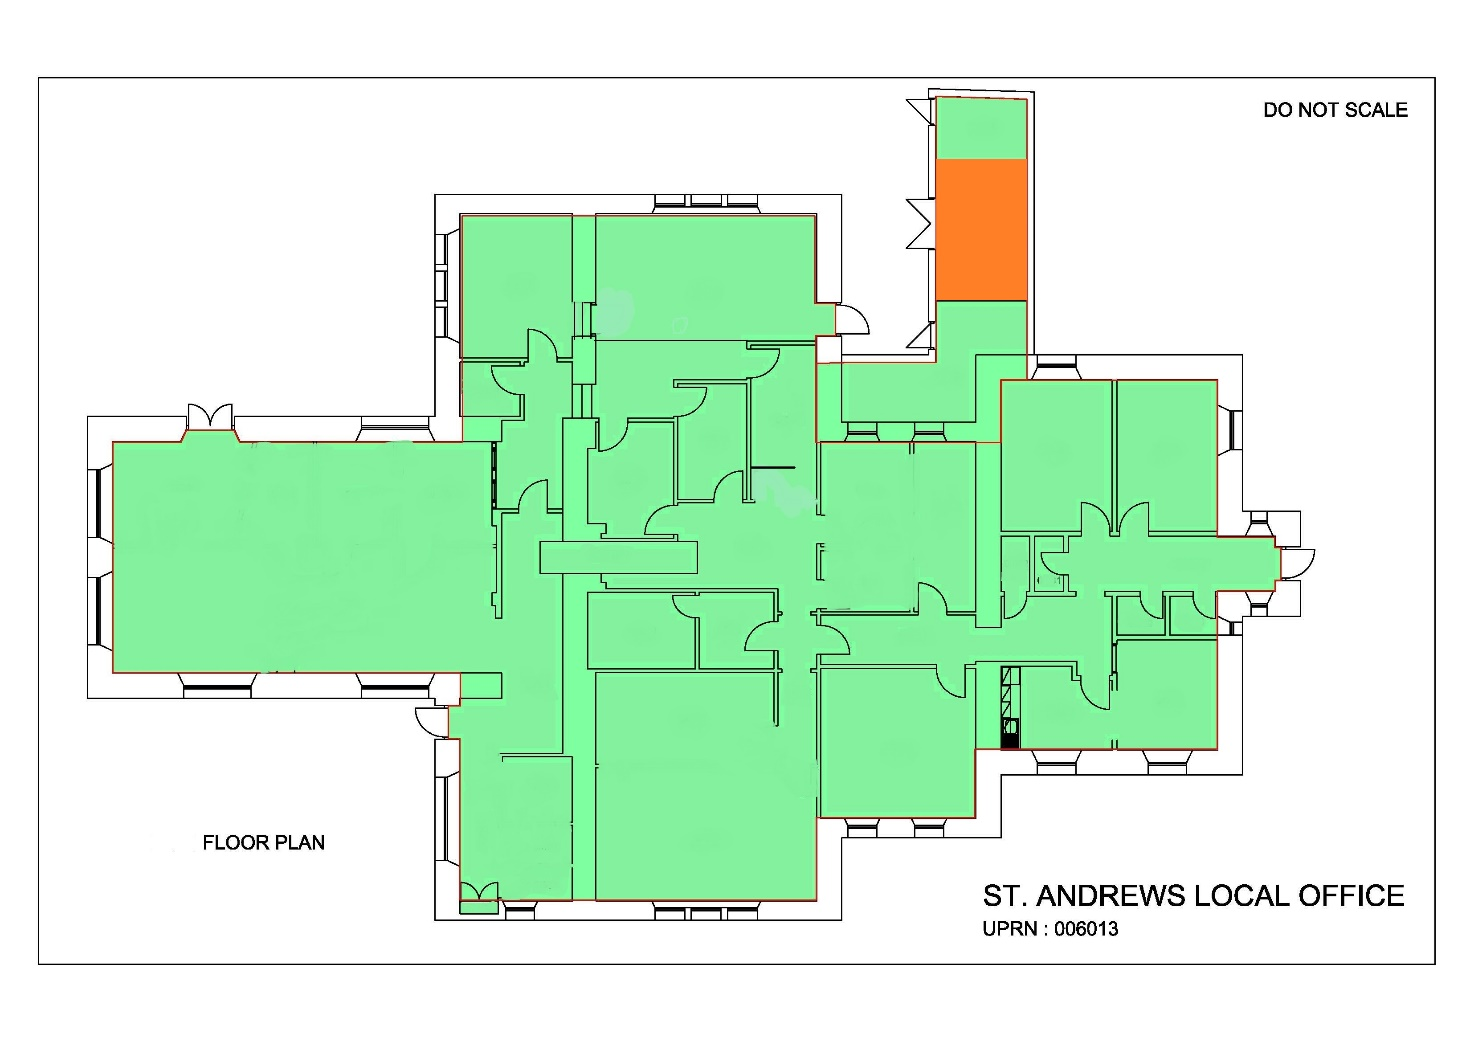 DO NOT SCALE
FLOOR PLAN
ST. ANDREWS LOCAL OFFICE
UPRN : 006013